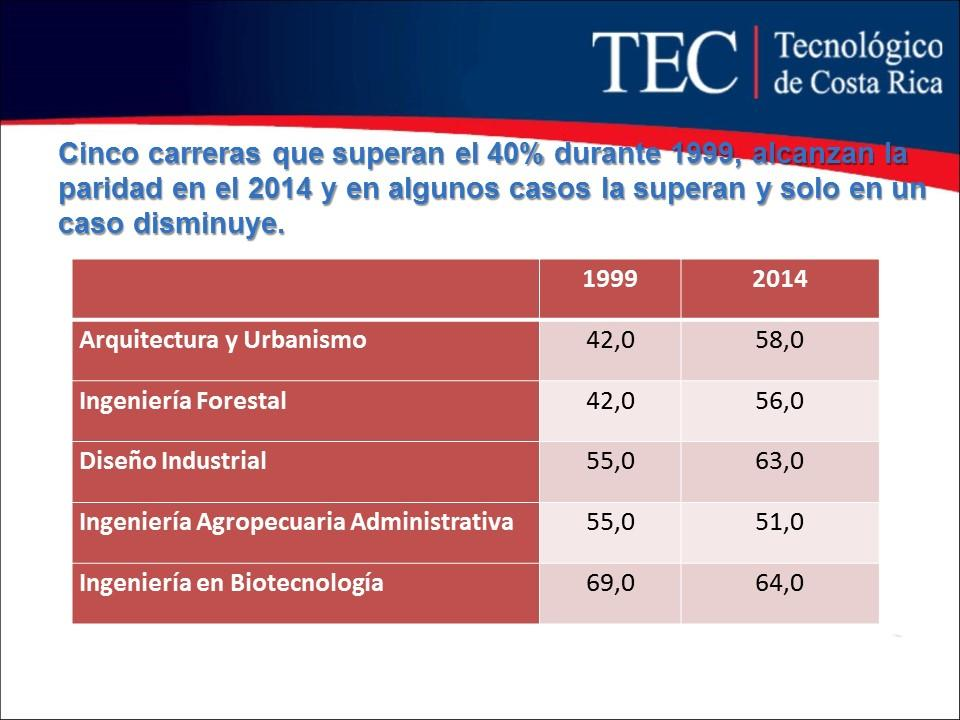 TEC
Tecnológico
de Costa Rica
Cinco carreras que superan el 40% durante 1999, alcanzan la
paridad en el 2014 y en algunos casos la superan y solo en un
caso disminuye.
1999 2014
Arquitectura y Urbanismo 42,0 58,0
Ingeniería Forestal 42,0 56,0
Diseño Industrial 55,0 63,0
Ingeniería Agropecuaria Administrativa 55,0 51,0
Ingeniería en Biotecnología 69,0 64,0